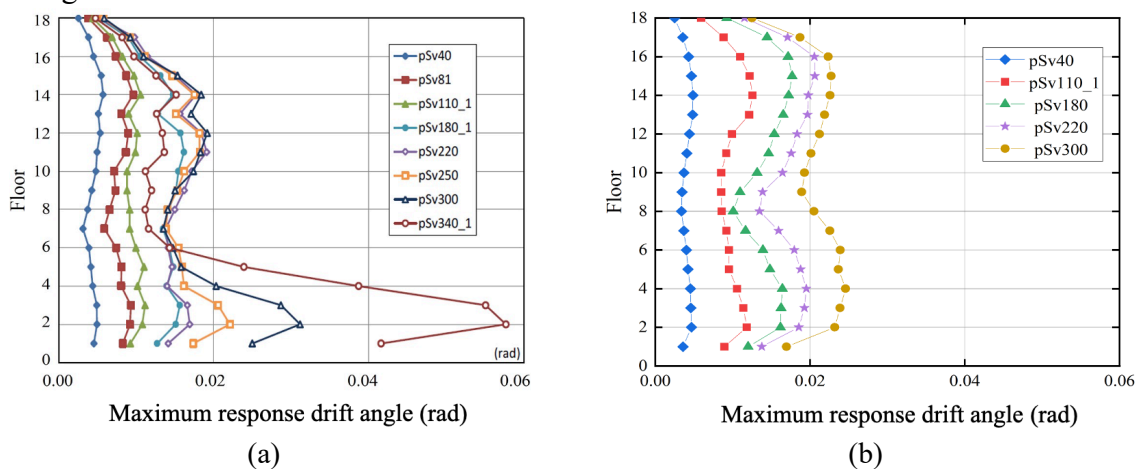 18
16
14
12
10
8
6
4
2
0
Floor
pSv40
pSv81
pSv110_1
pSv180_1
pSv220
pSv250
pSv300
pSv340_1
(rad)
0.00
0.02
0.04
0.06
Maximum response drift angle (rad)
(a)
18
16
14
12
10
8
6
4
2
0
Floor
pSv40
pSv110_1
pSv180
pSv220
pSv300
0.00
0.02
0.04
0.06
Maximum response drift angle (rad)
(b)